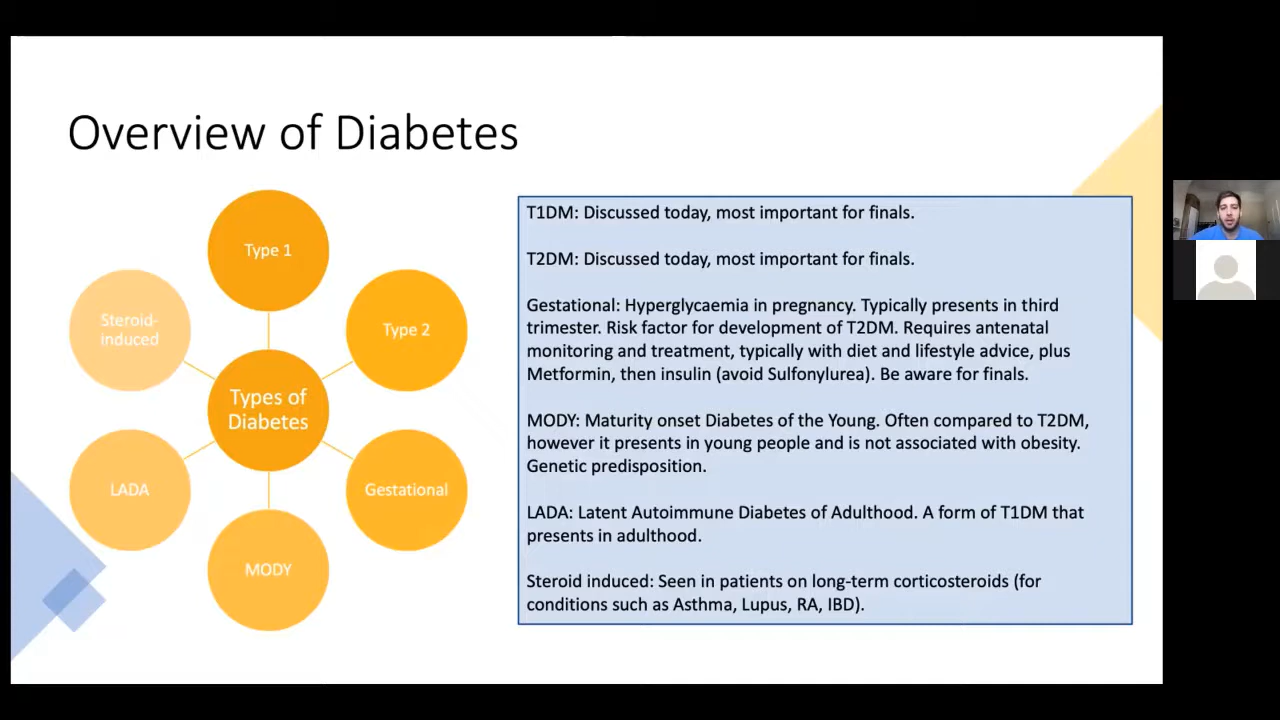 Overview of Diabetes
Type 1
Type 2
Gestational
MODY
LADA
Steroid-
induced
Types of
Diabetes
T1DM: Discussed today, most important for finals.
T2DM: Discussed today, most important for finals.
Gestational: Hyperglycaemia in pregnancy. Typically presents in third
trimester. Risk factor for development of T2DM. Requires antenatal
monitoring and treatment, typically with diet and lifestyle advice, plus
Metformin, then insulin (avoid Sulfonylurea). Be aware for finals.
MODY: Maturity onset Diabetes of the Young. Often compared to T2DM,
however it presents in young people and is not associated with obesity.
Genetic predisposition.
LADA: Latent Autoimmune Diabetes of Adulthood. A form of T1DM that
presents in adulthood.
Steroid induced: Seen in patients on long-term corticosteroids (for
conditions such as Asthma, Lupus, RA, IBD).